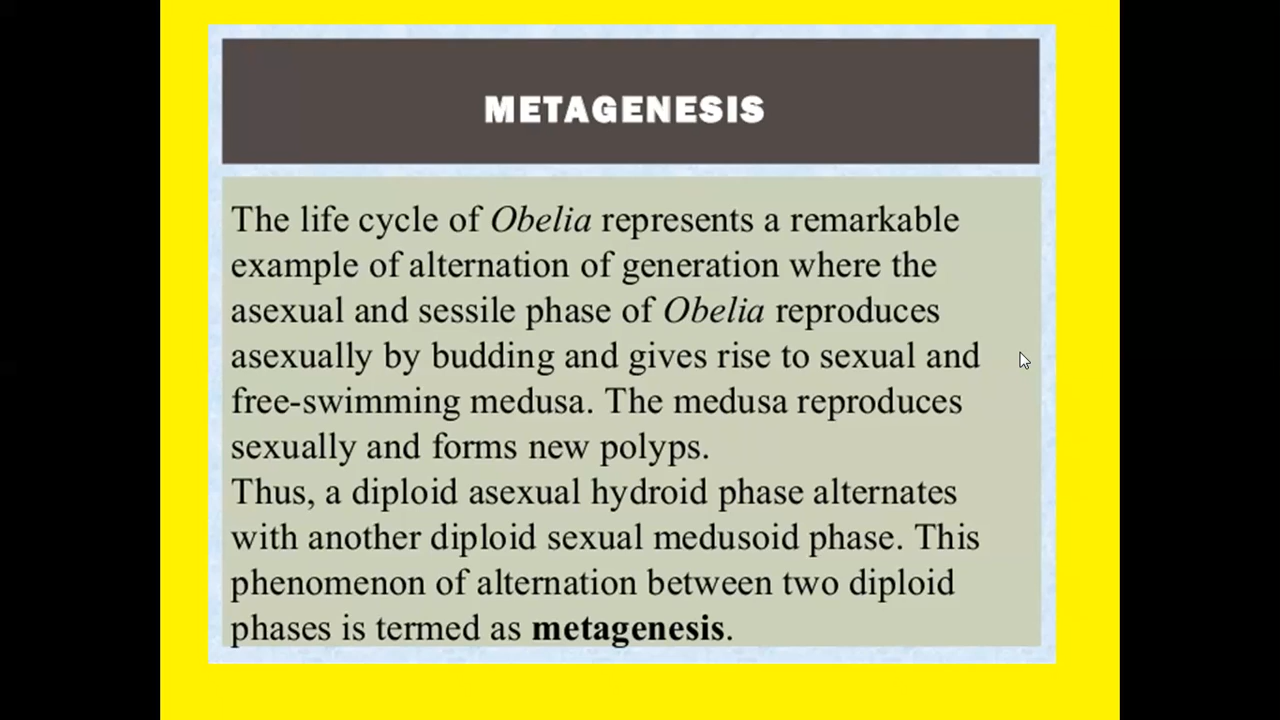 METAGENESIS
The life cycle of Obelia represents a remarkable
example of alternation of generation where the
asexual and sessile phase of Obelia reproduces
asexually by budding and gives rise to sexual and
free-swimming medusa. The medusa reproduces
sexually and forms new polyps.
Thus, a diploid asexual hydroid phase alternates
with another diploid sexual medusoid phase. This
phenomenon of alternation between two diploid
phases is termed as metagenesis.